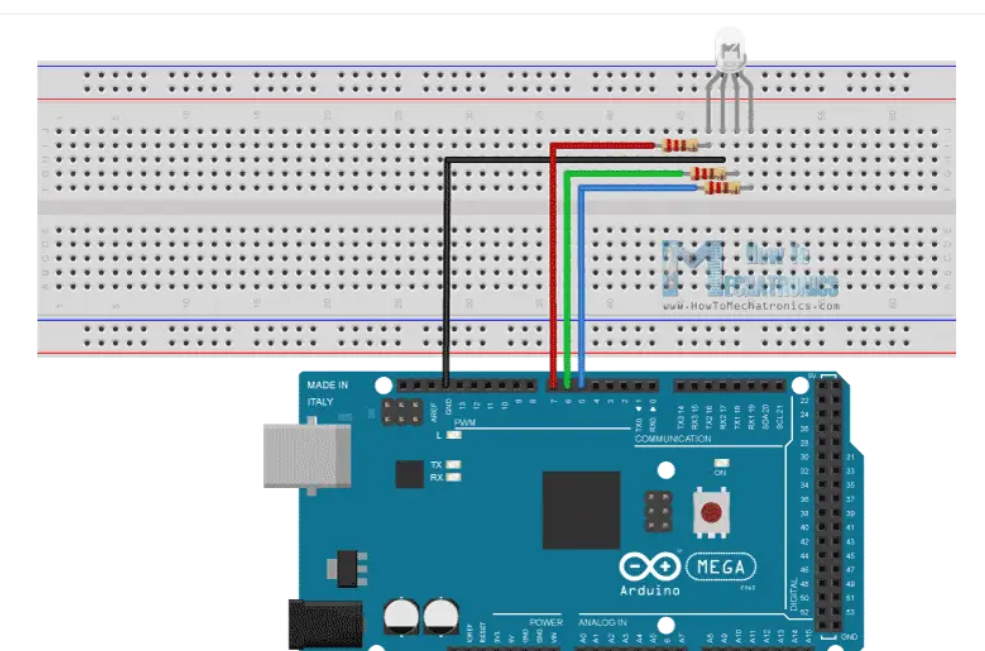 How To
MECHATRONICS
www.HowToMechatronics.com
MADE IN
ITALY
AREF
GND
13
12
11
10
9
8
7
6
5
4
3
2
TX0 1
RX0 0
TX3 14
RX3 15
TX2 16
RX2 17
TX1 18
RX1 19
SDA 20
SCL 21
5V
PWM
L
COMMUNICATION
TX
RX
ON
22
24
26
28
30
31
32
33
34
35
36
37
38
39
40
41
42
43
44
45
46
47
48
49
50
51
52
53
DIGITAL
GND
MEGA
Arduino
POWER
ANALOG IN
IOREF
RESET
3V3
5V
GND
GND
VIN
A0
A1
A2
A3
A4
A5
A7
A8
A9
A10
A11
A12
A13
A14
A15